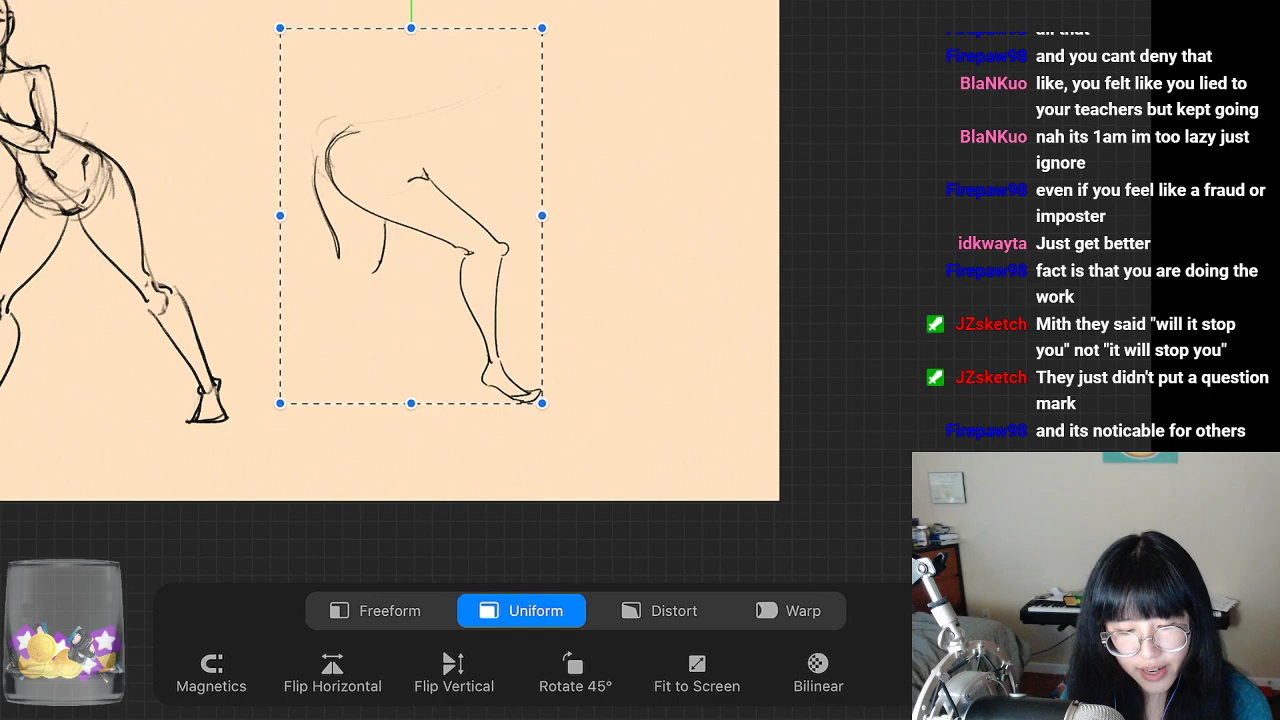 all that
Firepaw98 and you cant deny that
BlaNKuo like, you felt like you lied to
your teachers but kept going
BlaNKuo nah its 1am im too lazy just
ignore
Firepaw98 even if you feel like a fraud or
imposter
idkwayta Just get better
Firepaw98 fact is that you are doing the
work
JZsketch Mith they said "will it stop
you" not "it will stop you"
JZsketch They just didn't put a question
mark
Firepaw98 and its noticable for others
Freeform Uniform Distort Warp
Magnetics Flip Horizontal Flip Vertical Rotate 45° Fit to Screen Bilinear